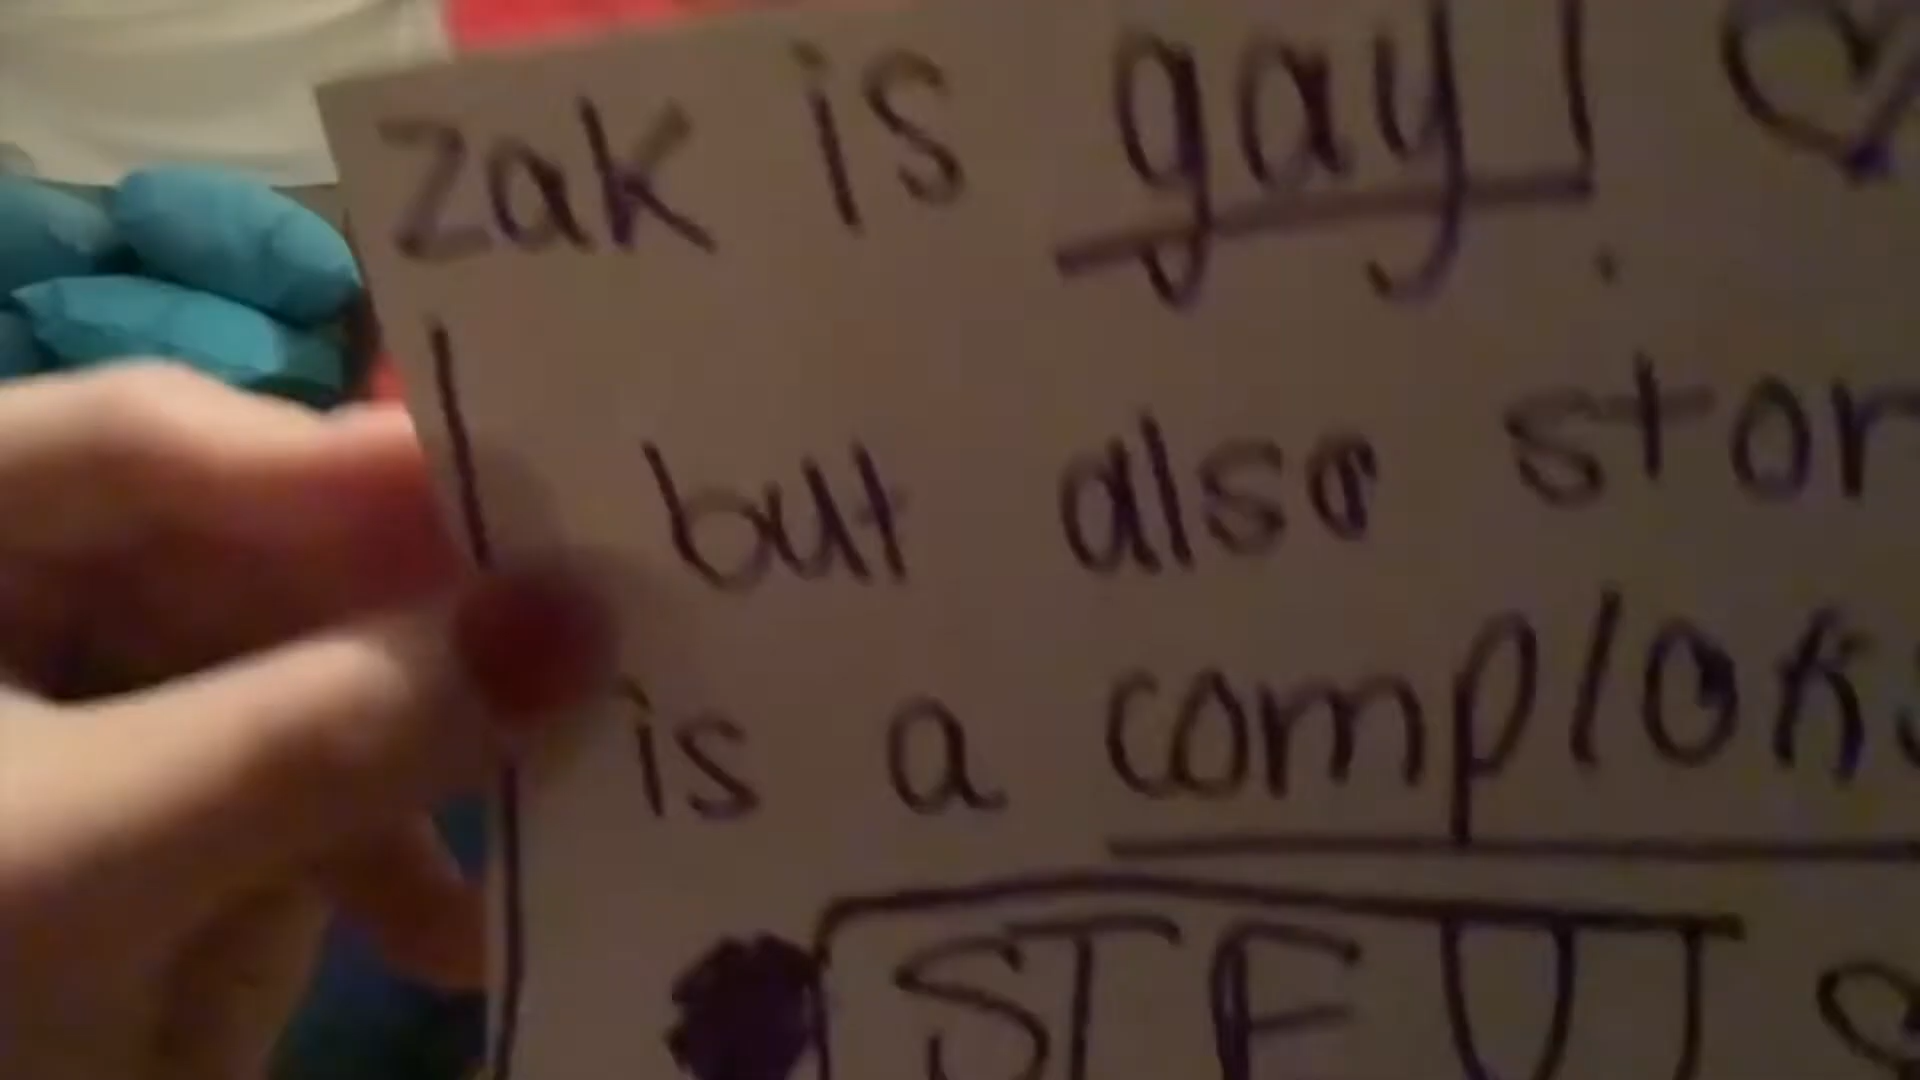 zak is gay!
but also stor
is a comploks
STFU